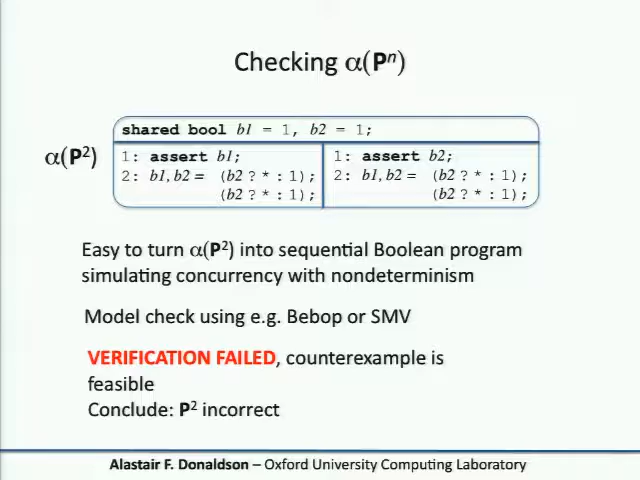 Checking α(Pⁿ)
α(P²)
shared bool b1 = 1, b2 = 1;
1: assert b1;
2: b1,b2 = (b2 ? * : 1);
(b2 ? * : 1);
1: assert b2;
2: b1,b2 = (b2 ? * : 1);
(b2 ? * : 1);
Easy to turn α(P²) into sequential Boolean program
simulating concurrency with nondeterminism
Model check using e.g. Bebop or SMV
VERIFICATION FAILED, counterexample is
feasible
Conclude: P² incorrect
Alastair F. Donaldson – Oxford University Computing Laboratory